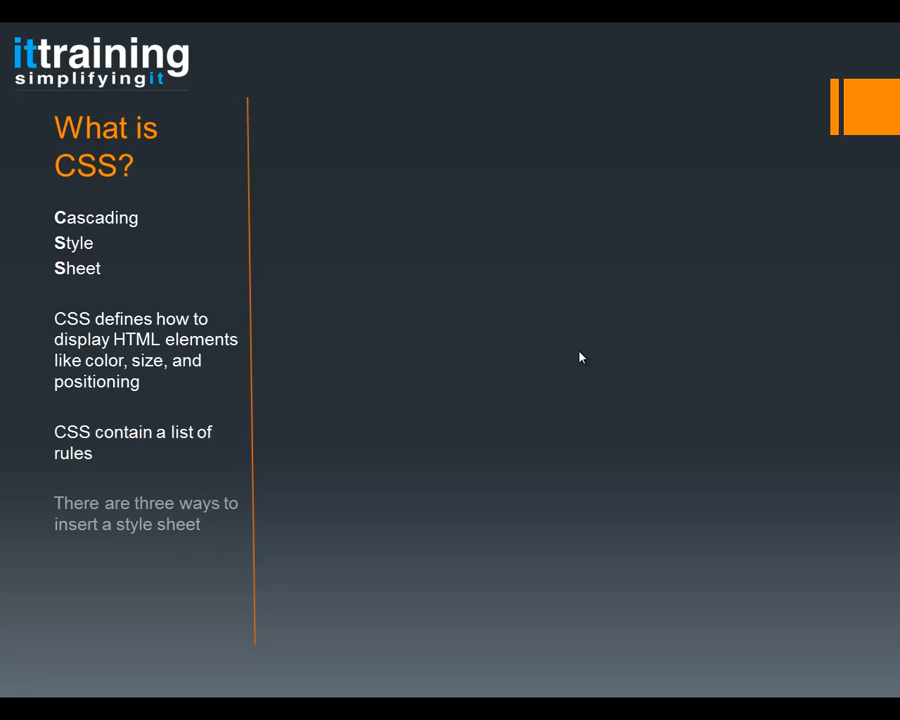 ittraining
simplifyingit
What is
CSS?
Cascading
Style
Sheet
CSS defines how to
display HTML elements
like color, size, and
positioning
CSS contain a list of
rules
There are three ways to
insert a style sheet